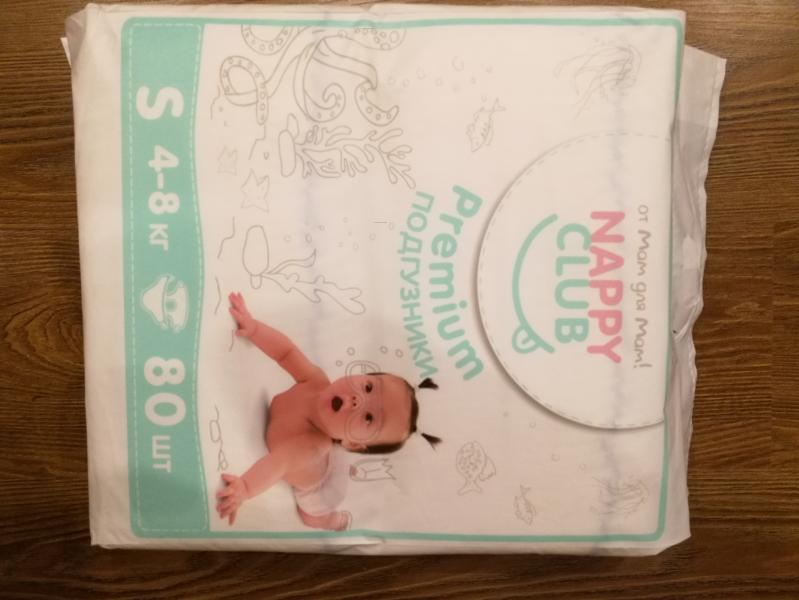 от Мам для Мам!
NAPPY
CLUB
Premium
ПОДГУЗНИКИ
S 4-8 КГ 80 ШТ